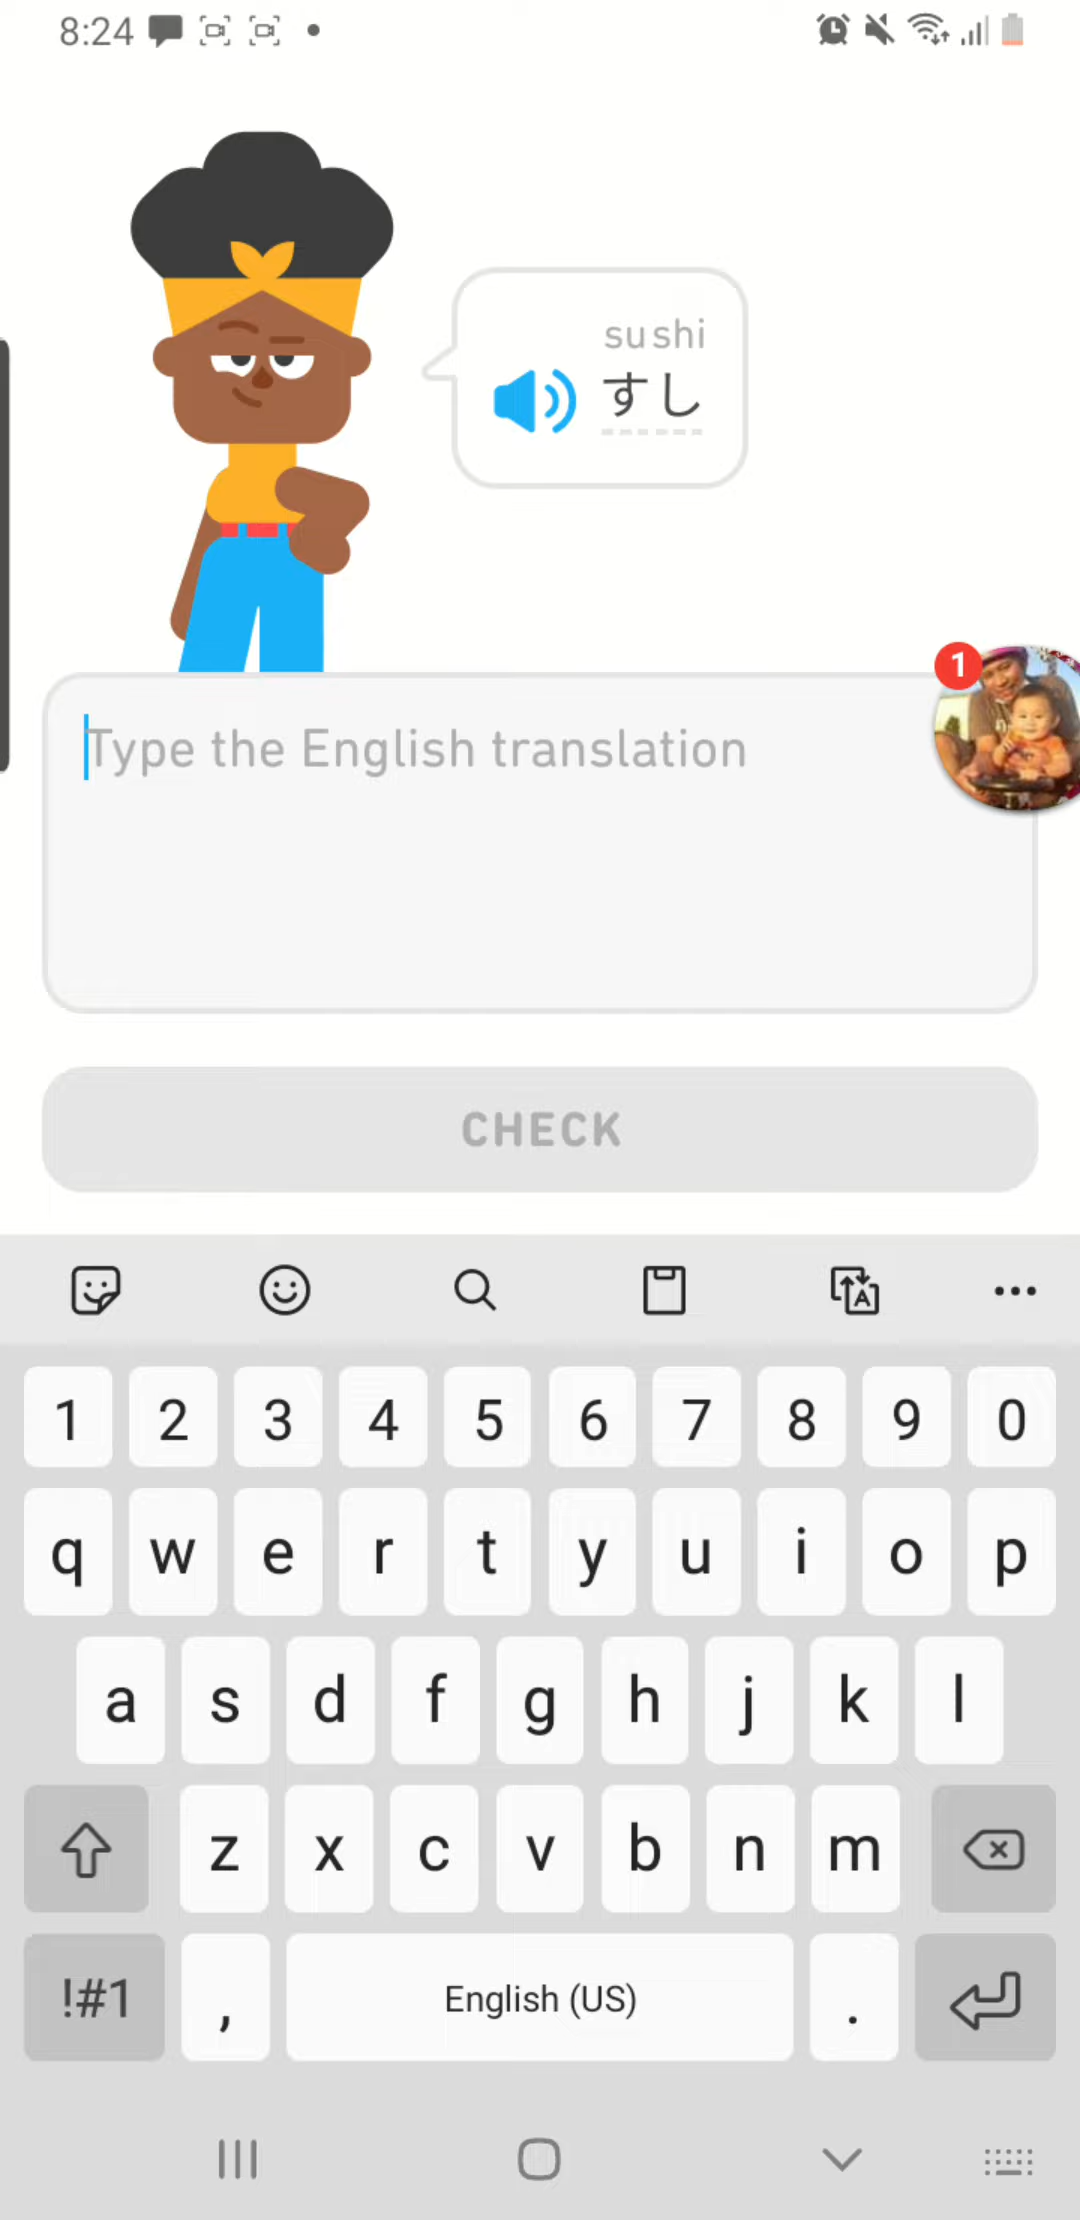 8:24
sushi
すし
1
Type the English translation
CHECK
1 2 3 4 5 6 7 8 9 0
q w e r t y u i o p
a s d f g h j k l
z x c v b n m
!#1 , English (US) .